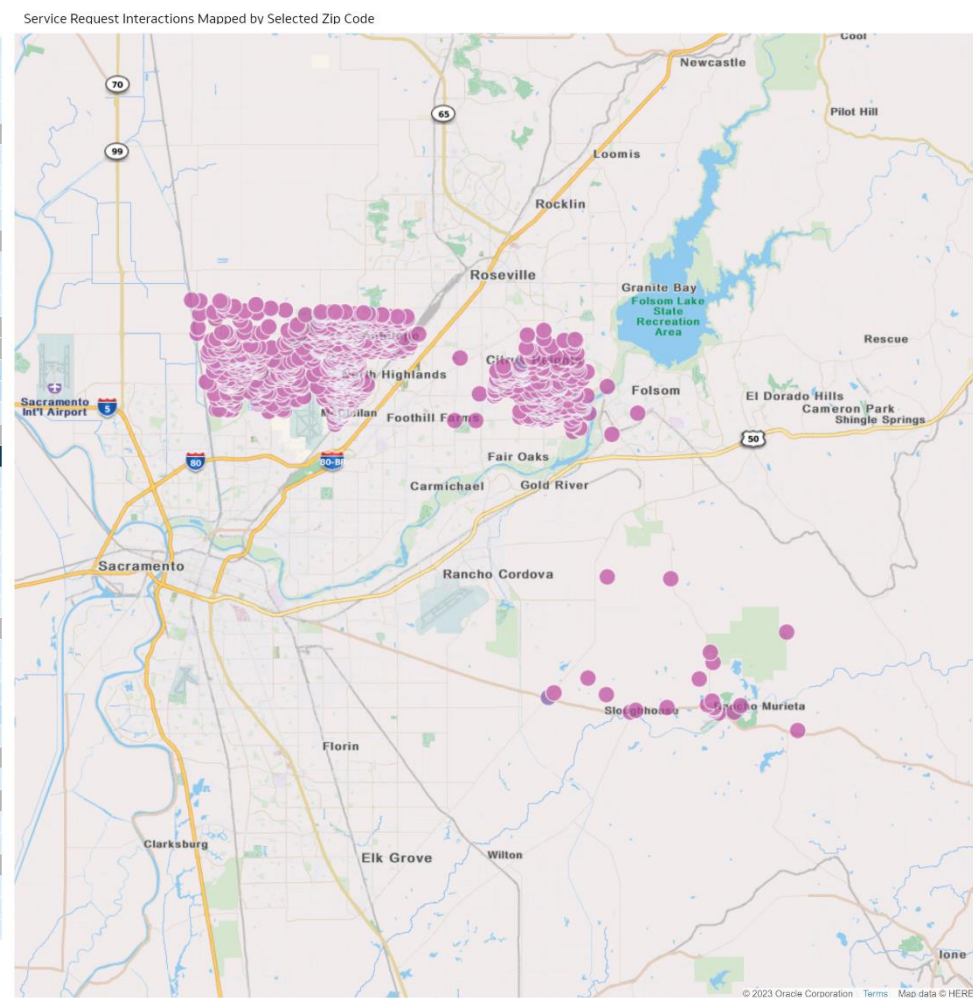 Service Request Interactions Mapped by Selected Zip Code
Cool
Newcastle
70
65
Pilot Hill
99
Loomis
Rocklin
Roseville
Granite Bay
Folsom Lake
State
Recreation
Area
Rescue
North Highlands
Sacramento
Int'l Airport
5
Folsom
El Dorado Hills
Cameron Park
Shingle Springs
Foothill Farms
50
80
80-B
Fair Oaks
Carmichael
Gold River
Sacramento
Rancho Cordova
Sloughhouse
Rancho Murieta
Florin
Clarksburg
Elk Grove
Wilton
Ione
© 2023 Oracle Corporation Terms Map data © HERE